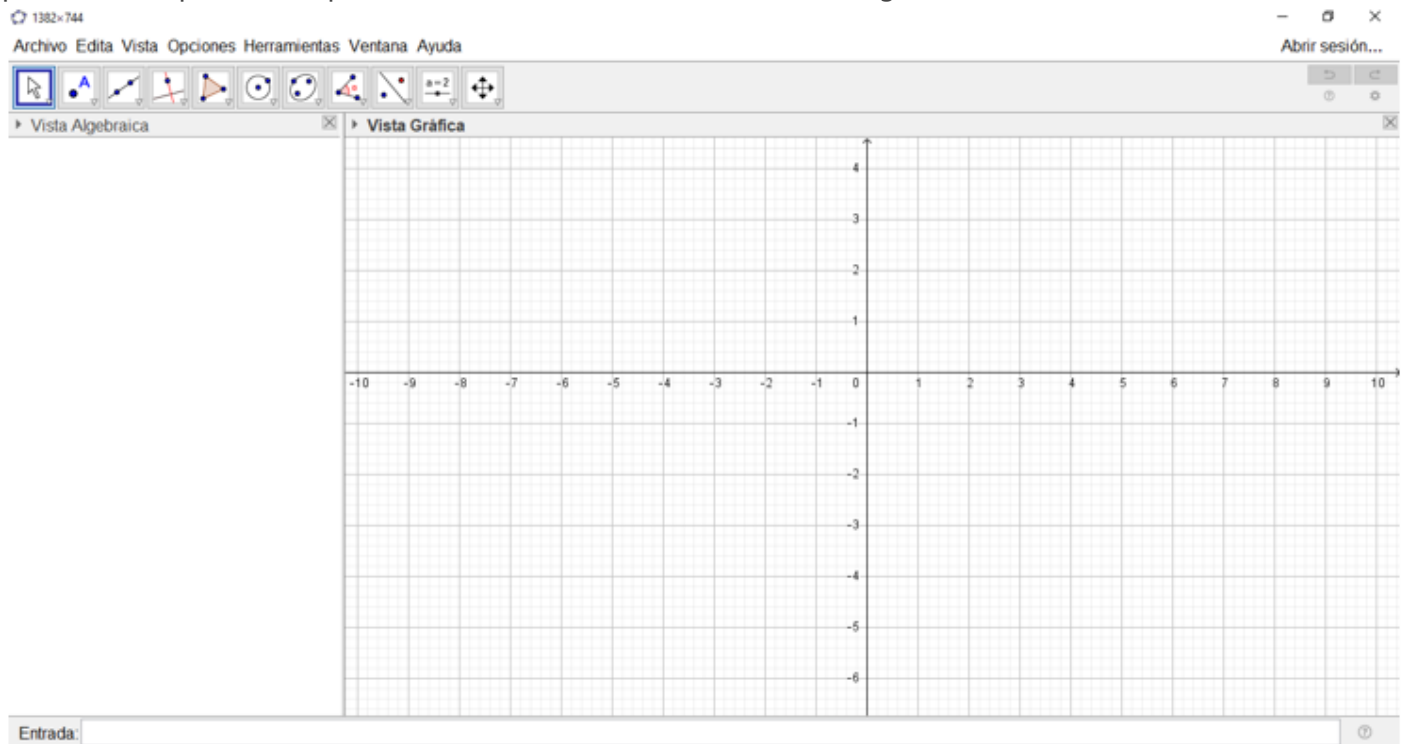 1382×744
Archivo Edita Vista Opciones Herramientas Ventana Ayuda
Abrir sesión...
A
a=2
Vista Algebraica
Vista Gráfica
4
3
2
1
-10 -9 -8 -7 -6 -5 -4 -3 -2 -1 0 1 2 3 4 5 6 7 8 9 10
-1
-2
-3
-4
-5
-6
Entrada: